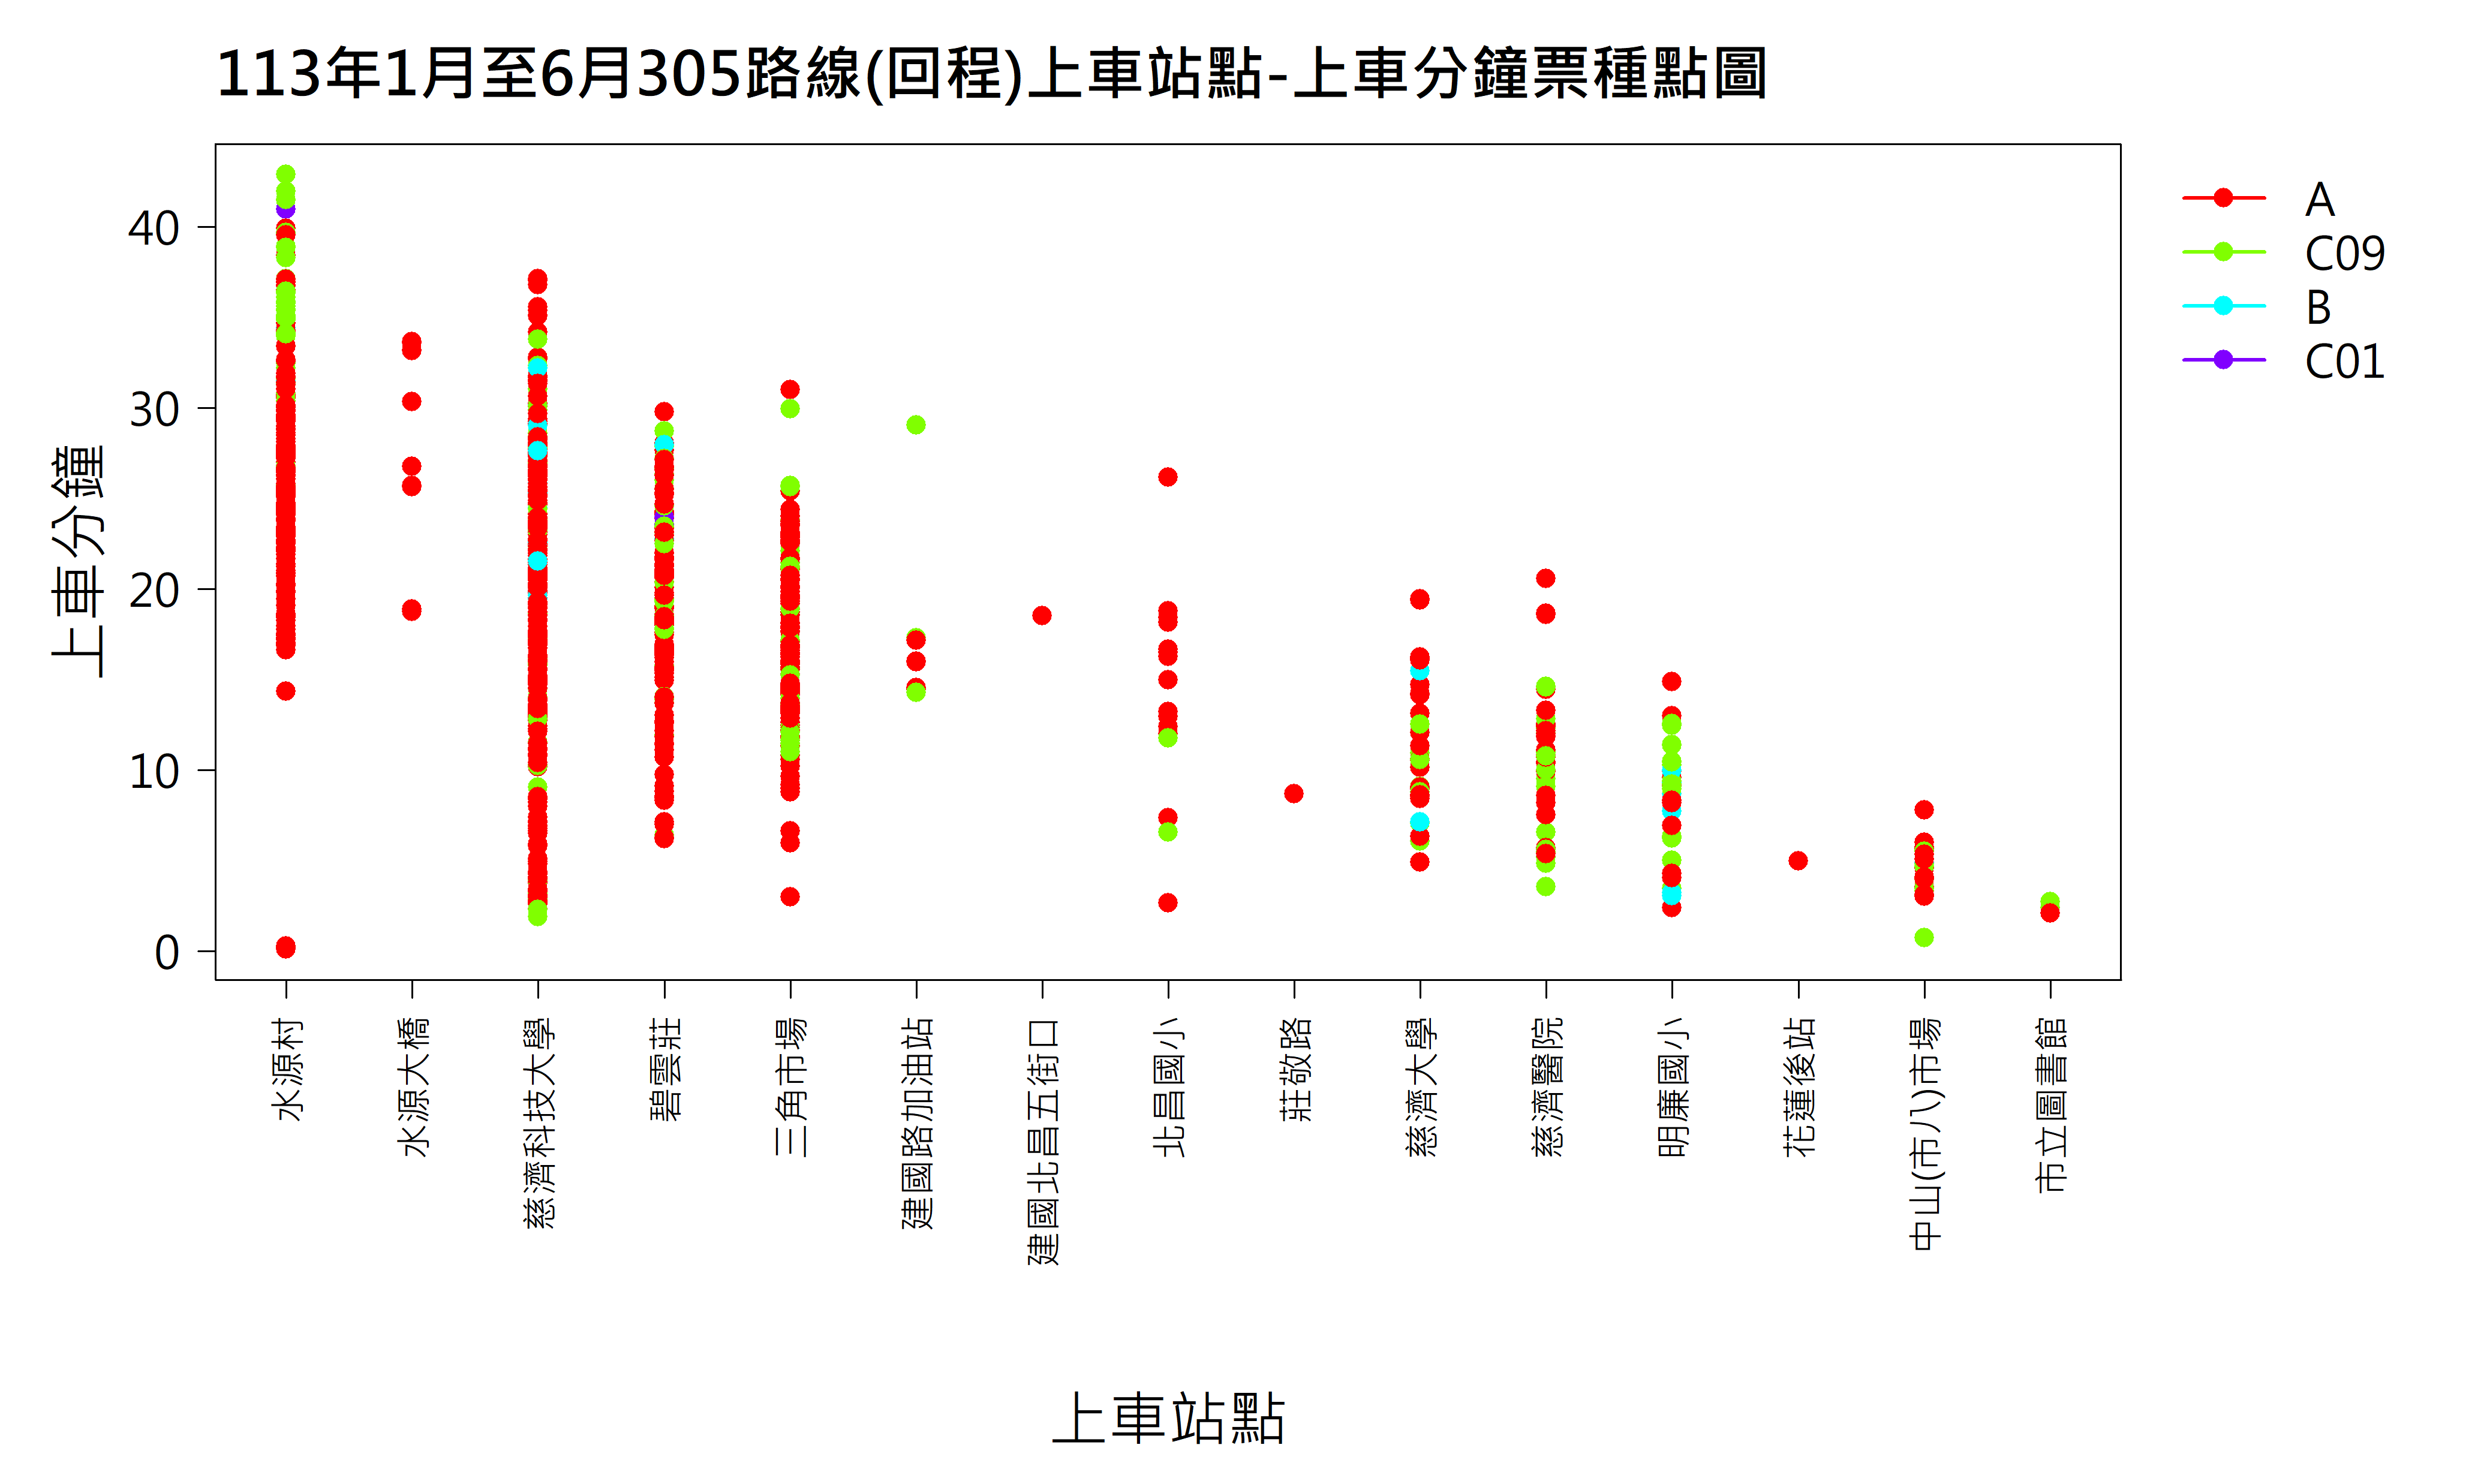 113年1月至6月305路線(回程)上車站點-上車分鐘票種點圖
上車分鐘
40
30
20
10
0
A
C09
B
C01
水源村
水源大橋
慈濟科技大學
碧雲莊
三角市場
建國路加油站
建國北昌五街口
北昌國小
莊敬路
慈濟大學
慈濟醫院
明廉國小
花蓮後站
中山(市八)市場
市立圖書館
上車站點